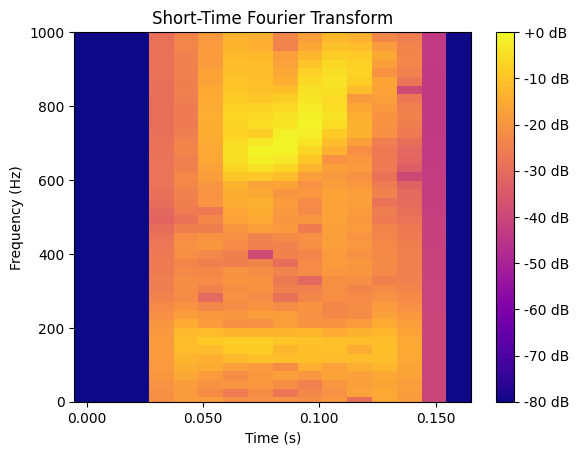 Short-Time Fourier Transform
Frequency (Hz)
1000
800
600
400
200
0
0.000
0.050
0.100
0.150
Time (s)
+0 dB
-10 dB
-20 dB
-30 dB
-40 dB
-50 dB
-60 dB
-70 dB
-80 dB